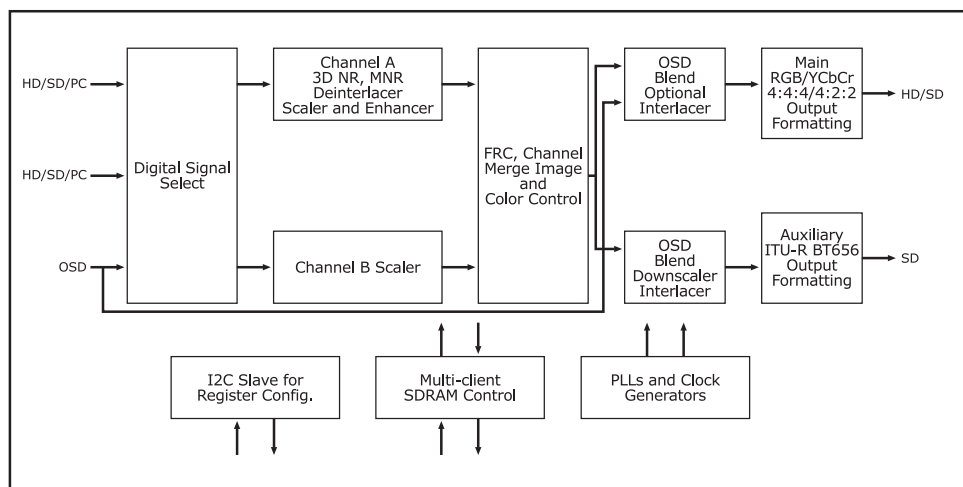 HD/SD/PC
HD/SD/PC
OSD
Digital Signal
Select
Channel A
3D NR, MNR
Deinterlacer
Scaler and Enhancer
Channel B Scaler
FRC, Channel
Merge Image
and
Color Control
OSD
Blend
Optional
Interlacer
Main
RGB/YCbCr
4:4:4/4:2:2
Output
Formatting
HD/SD
OSD
Blend
Downscaler
Interlacer
Auxiliary
ITU-R BT656
Output
Formatting
SD
I2C Slave for
Register Config.
Multi-client
SDRAM Control
PLLs and Clock
Generators